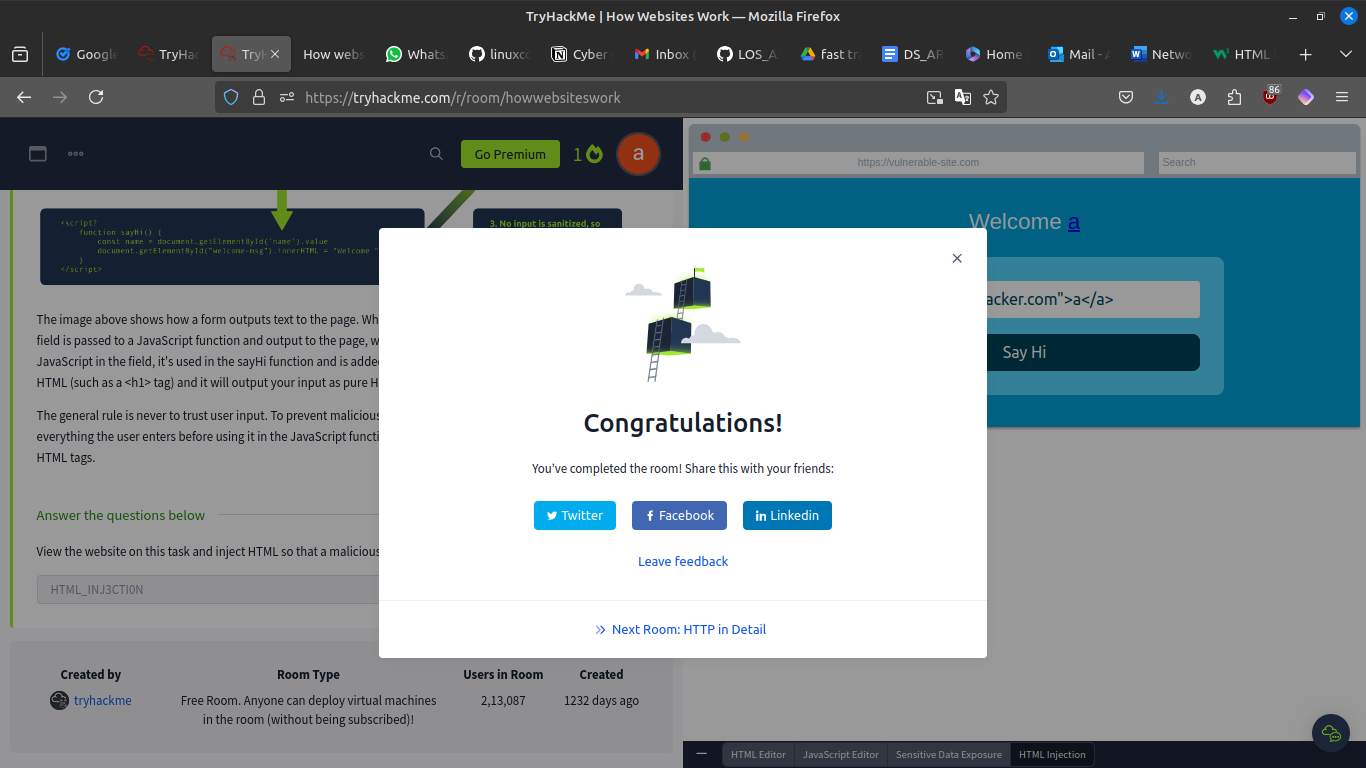 TryHackMe | How Websites Work — Mozilla Firefox
Google
TryHac
TryH
How webs
Whats
linuxco
Cyber
Inbox (
LOS_A
fast tra
DS_AR
Home
Mail - A
Netwo
HTML
https://tryhackme.com/r/room/howwebsiteswork
A
86
Go Premium
1
a
https://vulnerable-site.com
Search
<script?
function sayHi() {
const name = document.getElementById('name').value
document.getElementById("welcome-msg").innerHTML = "Welcome "
}
</script>
3. No input is sanitized, so
Welcome a
acker.com">a</a>
Say Hi
The image above shows how a form outputs text to the page. Wh
field is passed to a JavaScript function and output to the page, w
JavaScript in the field, it's used in the sayHi function and is adde
HTML (such as a <h1> tag) and it will output your input as pure H
The general rule is never to trust user input. To prevent malicious
everything the user enters before using it in the JavaScript functi
HTML tags.
Answer the questions below
View the website on this task and inject HTML so that a malicious
HTML_INJ3CTI0N
Congratulations!
You've completed the room! Share this with your friends:
Twitter
Facebook
Linkedin
Leave feedback
Next Room: HTTP in Detail
Created by
Room Type
Users in Room
Created
tryhackme
Free Room. Anyone can deploy virtual machines
in the room (without being subscribed)!
2,13,087
1232 days ago
HTML Editor
JavaScript Editor
Sensitive Data Exposure
HTML Injection